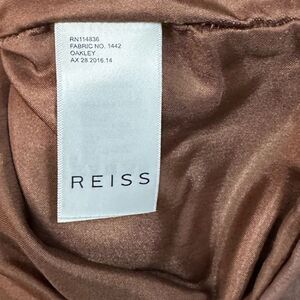 RN114836
FABRIC NO. 1442
OAKLEY
AX 28.2016.14
REISS